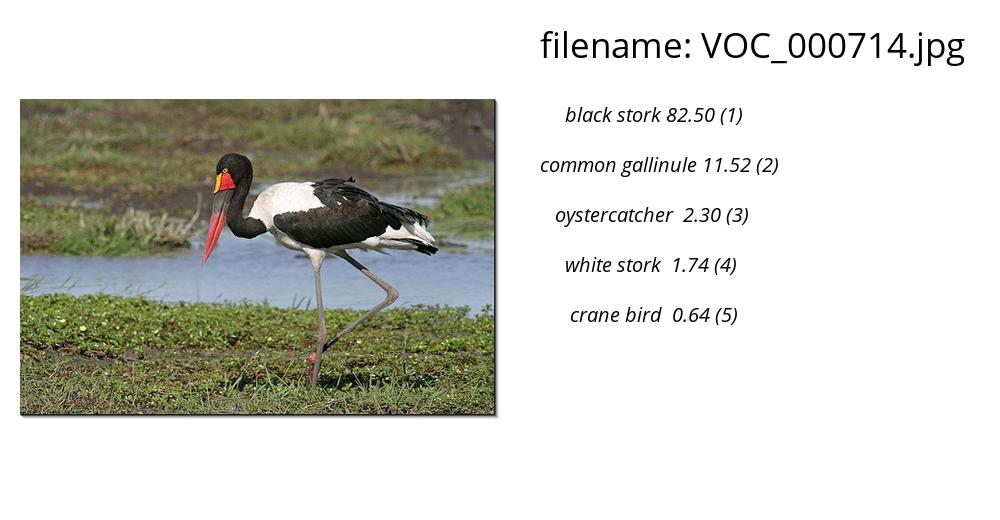 filename: VOC_000714.jpg
black stork 82.50 (1)
common gallinule 11.52 (2)
oystercatcher 2.30 (3)
white stork 1.74 (4)
crane bird 0.64 (5)